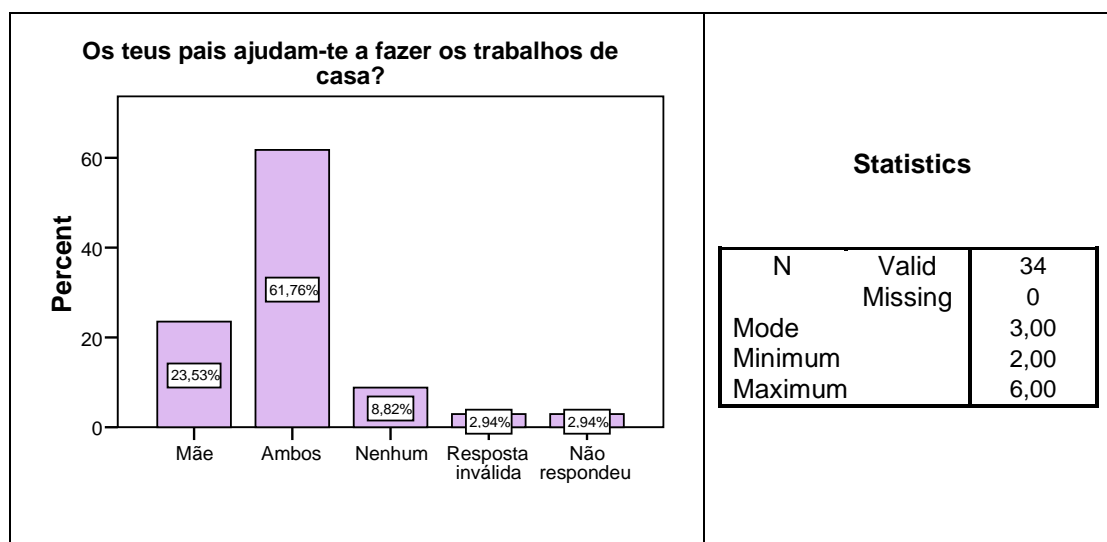 Os teus pais ajudam-te a fazer os trabalhos de
casa?
Percent
60
40
20
0
23,53%
61,76%
8,82%
2,94%
2,94%
Mãe
Ambos
Nenhum
Resposta
inválida
Não
respondeu
Statistics
N Valid 34
Missing 0
Mode 3,00
Minimum 2,00
Maximum 6,00